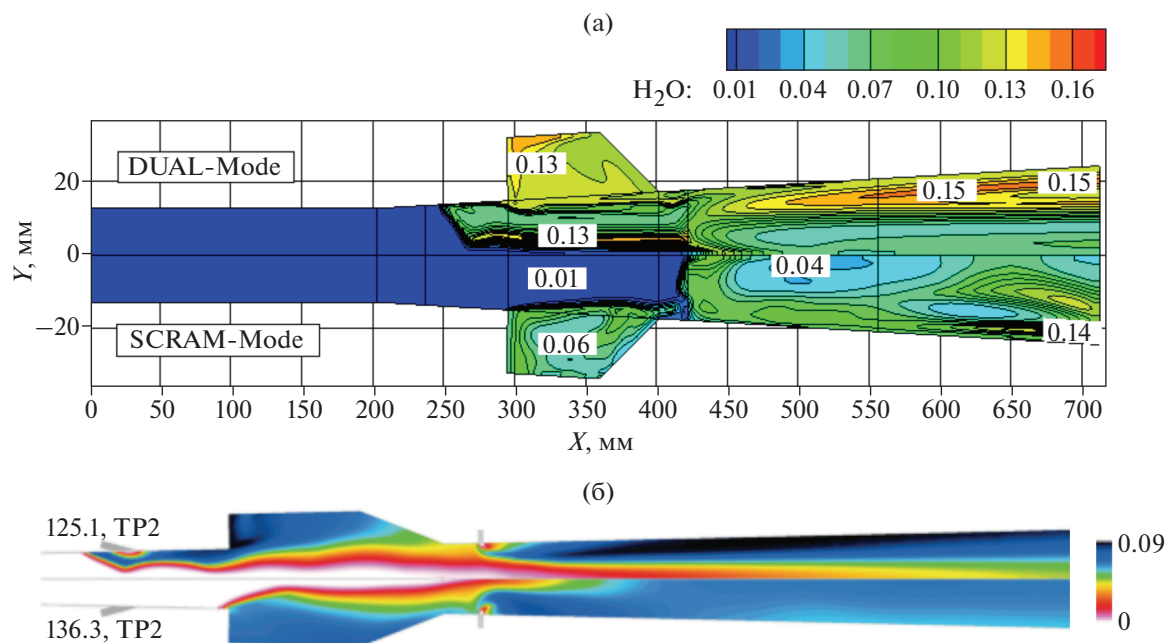 (а)
H₂O: 0.01 0.04 0.07 0.10 0.13 0.16
DUAL-Mode
SCRAM-Mode
0.13
0.15
0.15
0.13
0.01
0.04
0.06
0.14
20
0
−20
Y, мм
0 50 100 150 200 250 300 350 400 450 500 550 600 650 700
X, мм
(б)
125.1, TP2
136.3, TP2
0.09
0